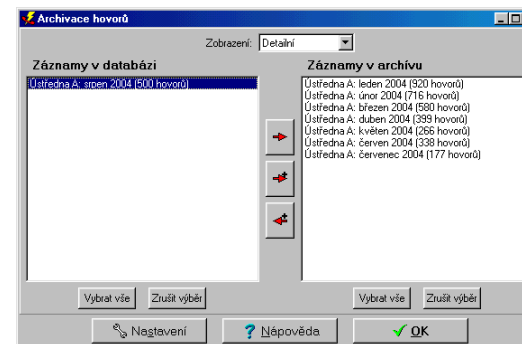 Archivace hovorů
Zobrazení: Detailní
Záznamy v databázi
Ústředna A: srpen 2004 (500 hovorů)
Záznamy v archívu
Ústředna A: leden 2004 (920 hovorů)
Ústředna A: únor 2004 (716 hovorů)
Ústředna A: březen 2004 (580 hovorů)
Ústředna A: duben 2004 (399 hovorů)
Ústředna A: květen 2004 (266 hovorů)
Ústředna A: červen 2004 (338 hovorů)
Ústředna A: červenec 2004 (177 hovorů)
Vybrat vše Zrušit výběr
Vybrat vše Zrušit výběr
Nastavení Nápověda OK